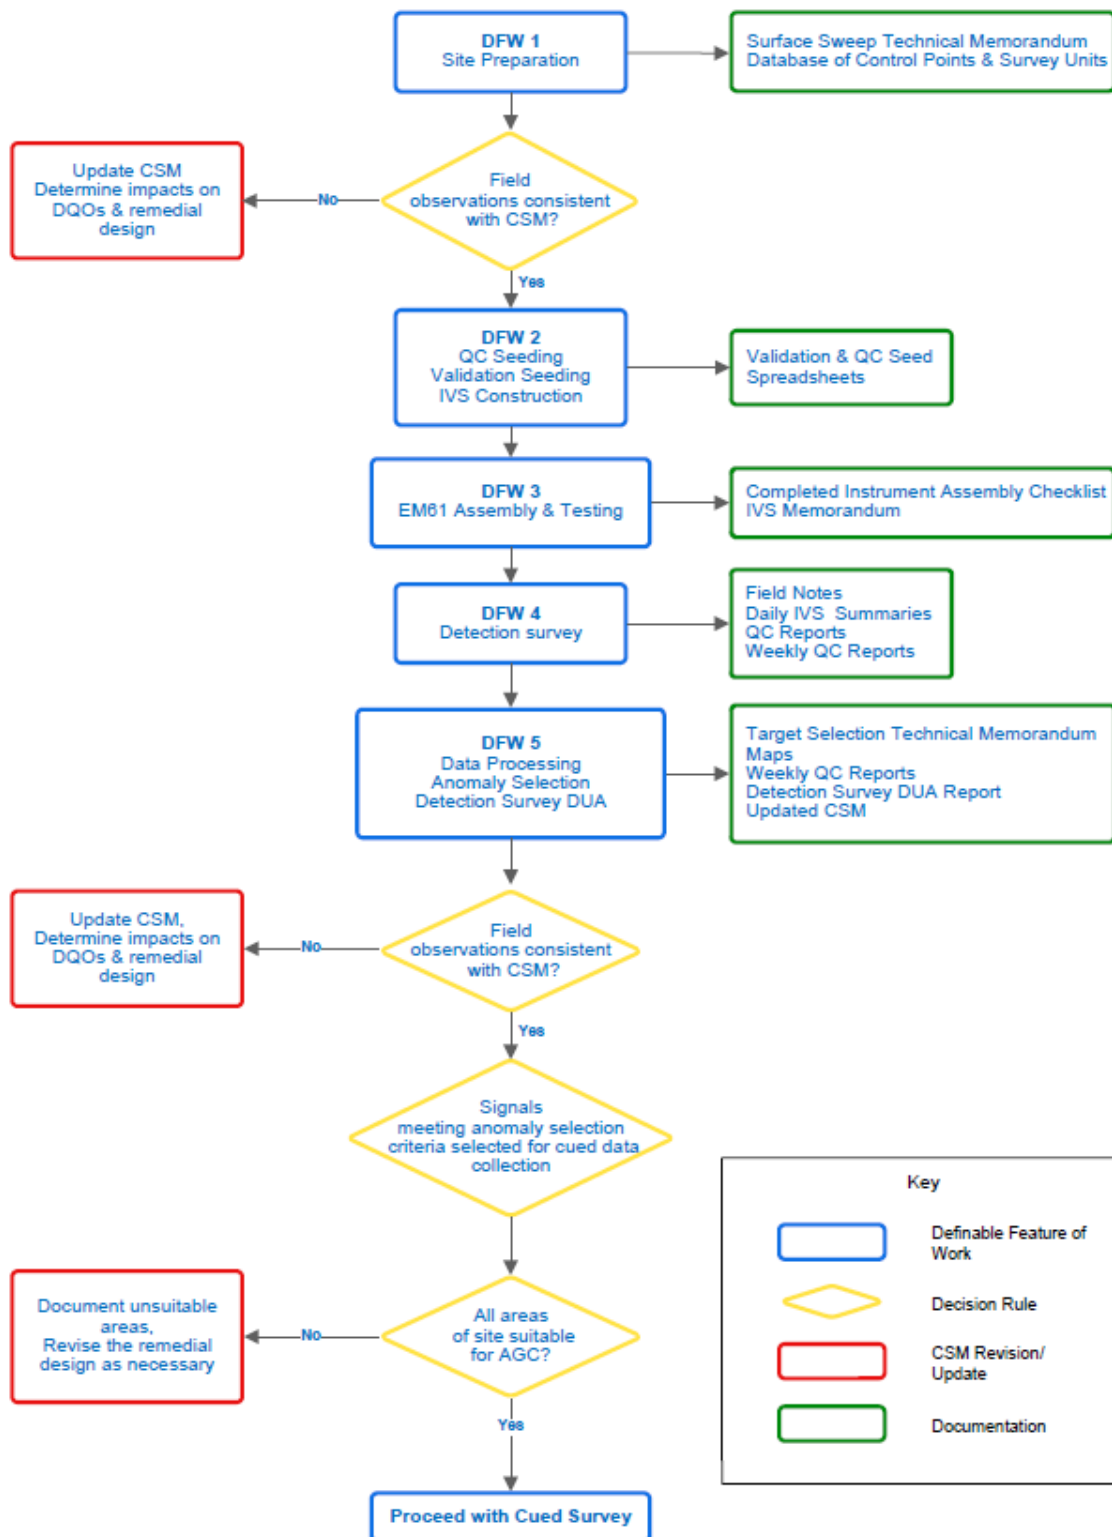 DFW 1
Site Preparation
Surface Sweep Technical Memorandum
Database of Control Points & Survey Units
Field
observations consistent
with CSM?
No
Update CSM
Determine impacts on
DQOs & remedial
design
Yes
DFW 2
QC Seeding
Validation Seeding
IVS Construction
Validation & QC Seed
Spreadsheets
DFW 3
EM61 Assembly & Testing
Completed Instrument Assembly Checklist
IVS Memorandum
DFW 4
Detection survey
Field Notes
Daily IVS Summaries
QC Reports
Weekly QC Reports
DFW 5
Data Processing
Anomaly Selection
Detection Survey DUA
Target Selection Technical Memorandum
Maps
Weekly QC Reports
Detection Survey DUA Report
Updated CSM
Field
observations consistent
with CSM?
No
Update CSM,
Determine impacts on
DQOs & remedial
design
Yes
Signals
meeting anomaly selection
criteria selected for cued data
collection
All areas
of site suitable
for AGC?
No
Document unsuitable
areas,
Revise the remedial
design as necessary
Yes
Proceed with Cued Survey
Key
Definable Feature of
Work
Decision Rule
CSM Revision/
Update
Documentation